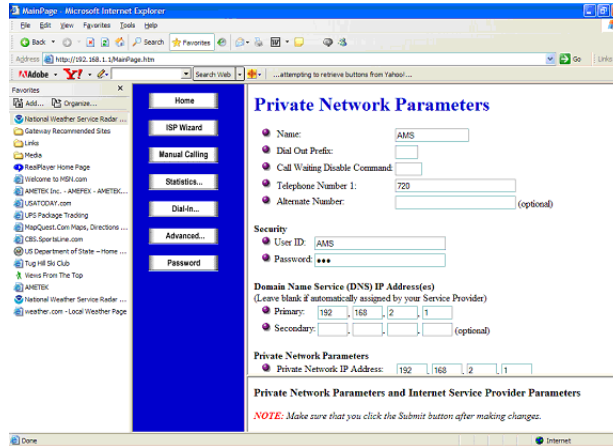 MainPage - Microsoft Internet Explorer
File Edit View Favorites Tools Help
Back Search Favorites
Address http://192.168.1.1/MainPage.htm Go Links
Adobe Y! Search Web ...attempting to retrieve buttons from Yahoo!...
Favorites
Add... Organize...
National Weather Service Radar ...
Gateway Recommended Sites
Links
Media
RealPlayer Home Page
Welcome to MSN.com
AMETEK Inc. - AMEFEX - AMETEK...
USATODAY.com
UPS Package Tracking
MapQuest.Com Maps, Directions ...
CBS.SportsLine.com
US Department of State - Home ...
Tug Hill Ski Club
Views From The Top
AMETEK
National Weather Service Radar ...
weather.com - Local Weather Page
Home
ISP Wizard
Manual Calling
Statistics...
Dial-In...
Advanced...
Password
Private Network Parameters
Name: AMS
Dial Out Prefix:
Call Waiting Disable Command:
Telephone Number 1: 720
Alternate Number: (optional)
Security
User ID: AMS
Password: •••
Domain Name Service (DNS) IP Address(es)
(Leave blank if automatically assigned by your Service Provider)
Primary: 192 . 168 . 2 . 1
Secondary: . . . (optional)
Private Network Parameters
Private Network IP Address: 192 . 168 . 2 . 1
Private Network Parameters and Internet Service Provider Parameters
NOTE: Make sure that you click the Submit button after making changes.
Done Internet